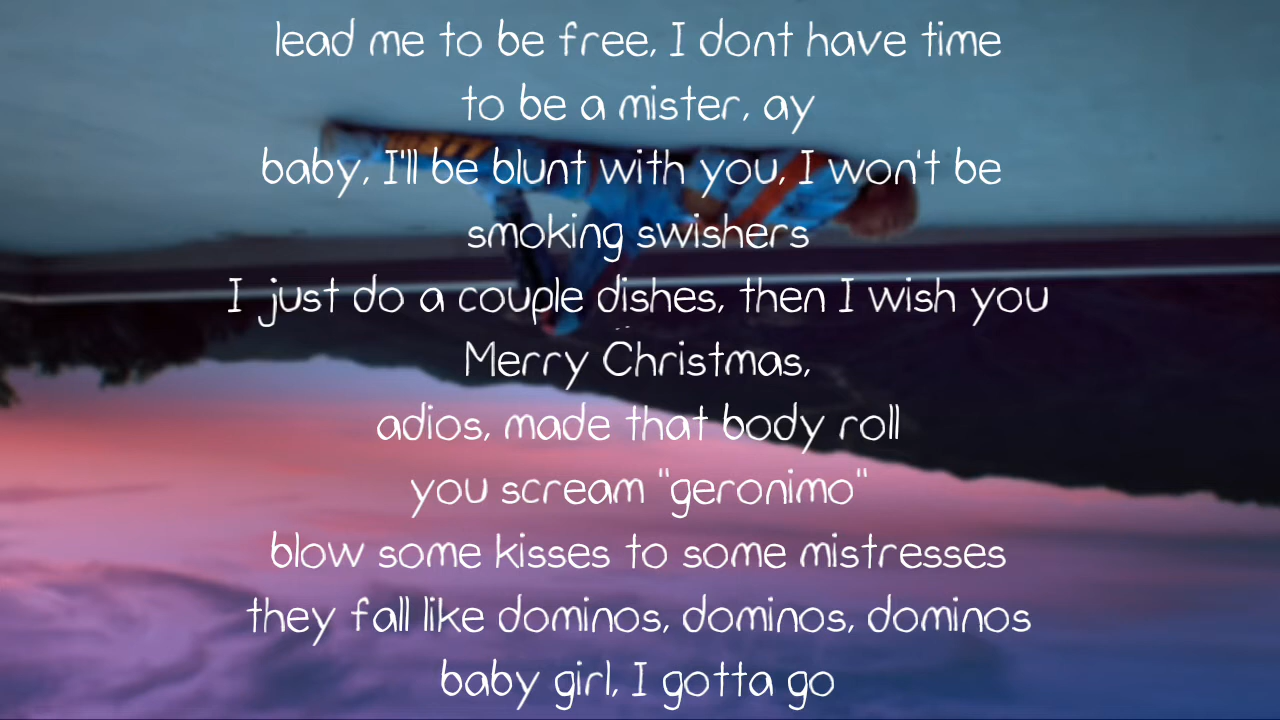 lead me to be free, I dont have time
to be a mister, ay
baby, I'll be blunt with you, I won't be
smoking swishers
I just do a couple dishes, then I wish you
Merry Christmas,
adios, made that body roll
you scream "geronimo"
blow some kisses to some mistresses
they fall like dominos, dominos, dominos
baby girl, I gotta go